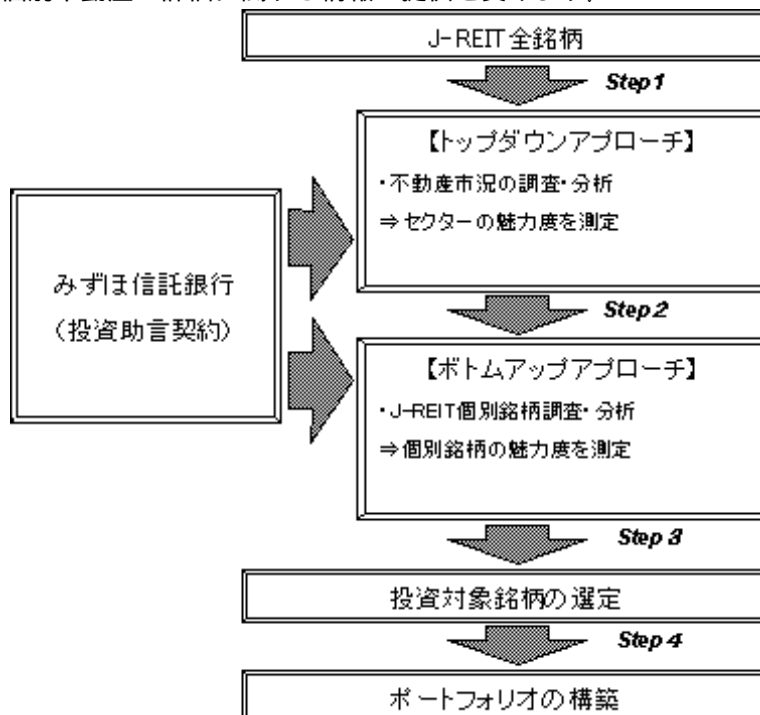 J-REIT全銘柄
Step1
【トップダウンアプローチ】
・不動産市況の調査・分析
⇒セクターの魅力度を測定
みずほ信託銀行
（投資助言契約）
Step2
【ボトムアップアプローチ】
・J-REIT個別銘柄調査・分析
⇒個別銘柄の魅力度を測定
Step3
投資対象銘柄の選定
Step4
ポートフォリオの構築